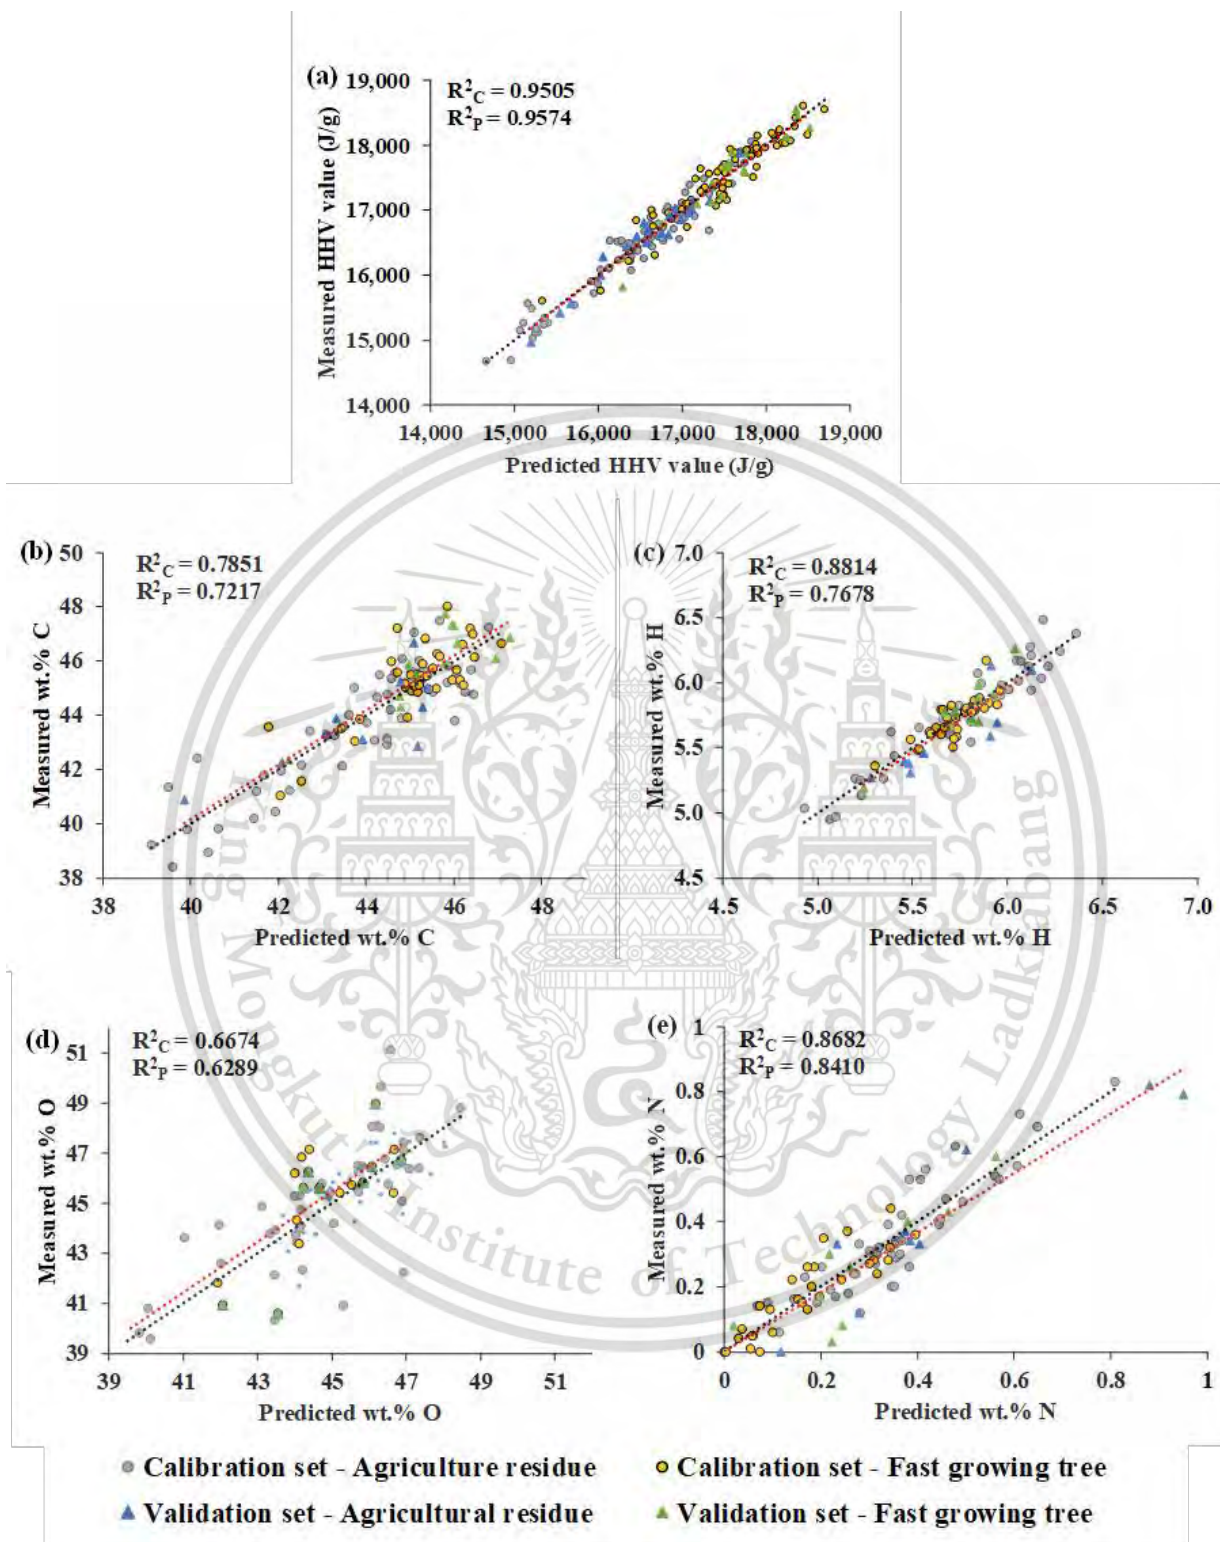 (a)
R²C = 0.9505
R²P = 0.9574
Measured HHV value (J/g)
19,000
18,000
17,000
16,000
15,000
14,000
14,000 15,000 16,000 17,000 18,000 19,000
Predicted HHV value (J/g)
(b)
R²C = 0.7851
R²P = 0.7217
Measured wt.% C
50
48
46
44
42
40
38
38 40 42 44 46 48
Predicted wt.% C
(c)
R²C = 0.8814
R²P = 0.7678
Measured wt.% H
7.0
6.5
6.0
5.5
5.0
4.5
4.5 5.0 5.5 6.0 6.5 7.0
Predicted wt.% H
(d)
R²C = 0.6674
R²P = 0.6289
Measured wt.% O
51
49
47
45
43
41
39
39 41 43 45 47 49 51
Predicted wt.% O
(e)
R²C = 0.8682
R²P = 0.8410
Measured wt.% N
1
0.8
0.6
0.4
0.2
0
0 0.2 0.4 0.6 0.8 1
Predicted wt.% N
Calibration set - Agriculture residue
Calibration set - Fast growing tree
Validation set - Agricultural residue
Validation set - Fast growing tree
King Mongkut Institute of Technology Ladkrabang